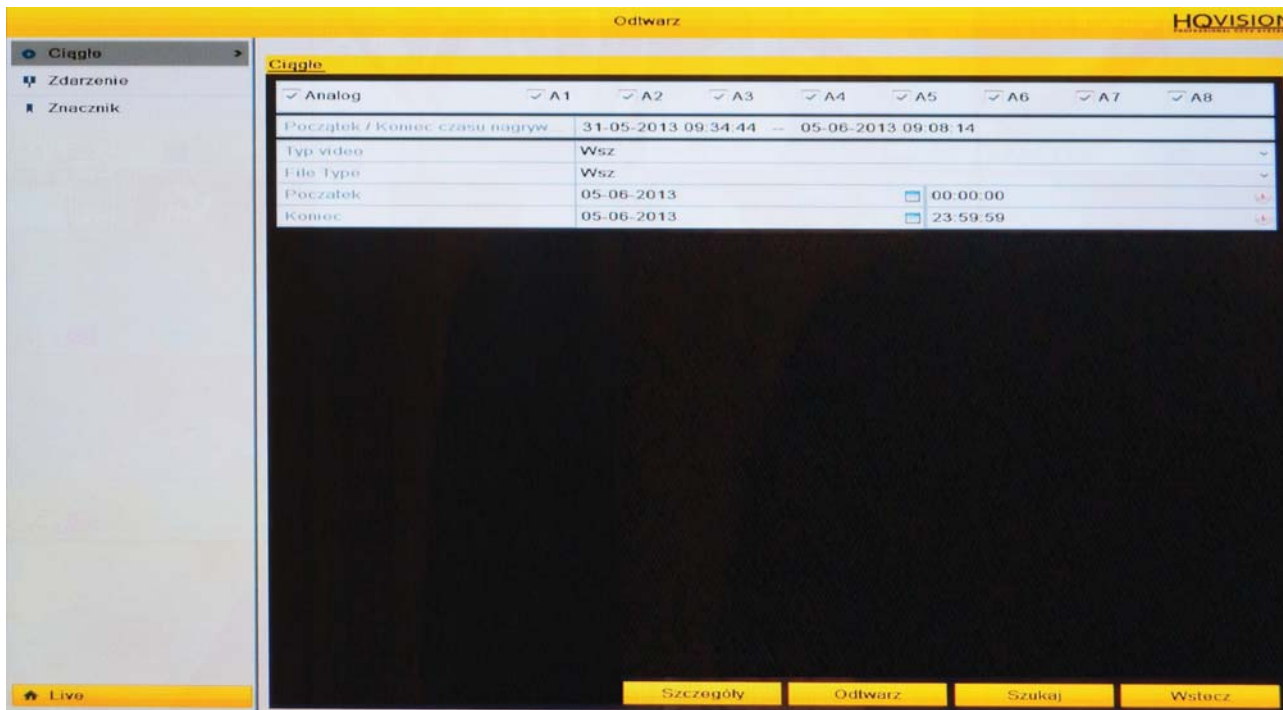 Odtwarz
HQVISION
Ciągłe
Zdarzenie
Znacznik
Ciągłe
Analog A1 A2 A3 A4 A5 A6 A7 A8
Początek / Koniec czasu nagryw... 31-05-2013 09:34:44 -- 05-06-2013 09:08:14
Typ video Wsz
File Type Wsz
Początek 05-06-2013 00:00:00
Koniec 05-06-2013 23:59:59
Live
Szczegóły Odtwarz Szukaj Wstecz